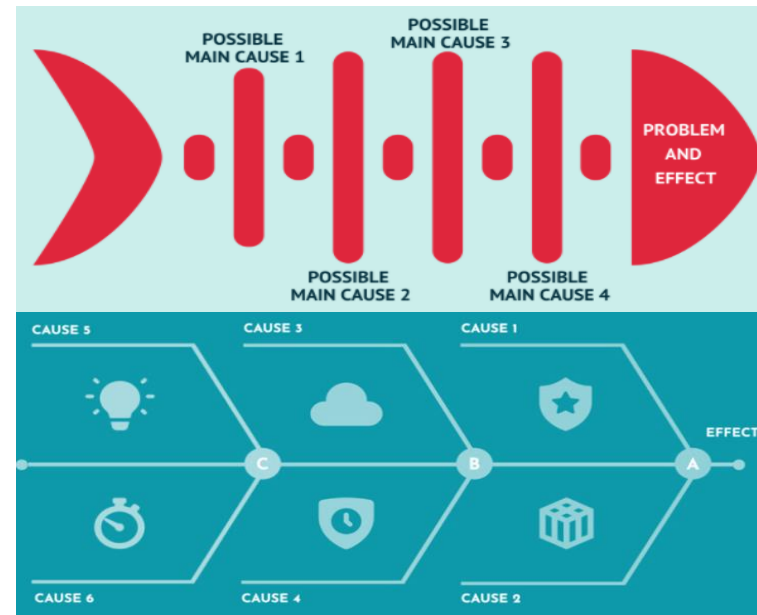 POSSIBLE
MAIN CAUSE 1
POSSIBLE
MAIN CAUSE 3
PROBLEM
AND
EFFECT
POSSIBLE
MAIN CAUSE 2
POSSIBLE
MAIN CAUSE 4
CAUSE 5
CAUSE 3
CAUSE 1
EFFECT
C
B
A
CAUSE 6
CAUSE 4
CAUSE 2